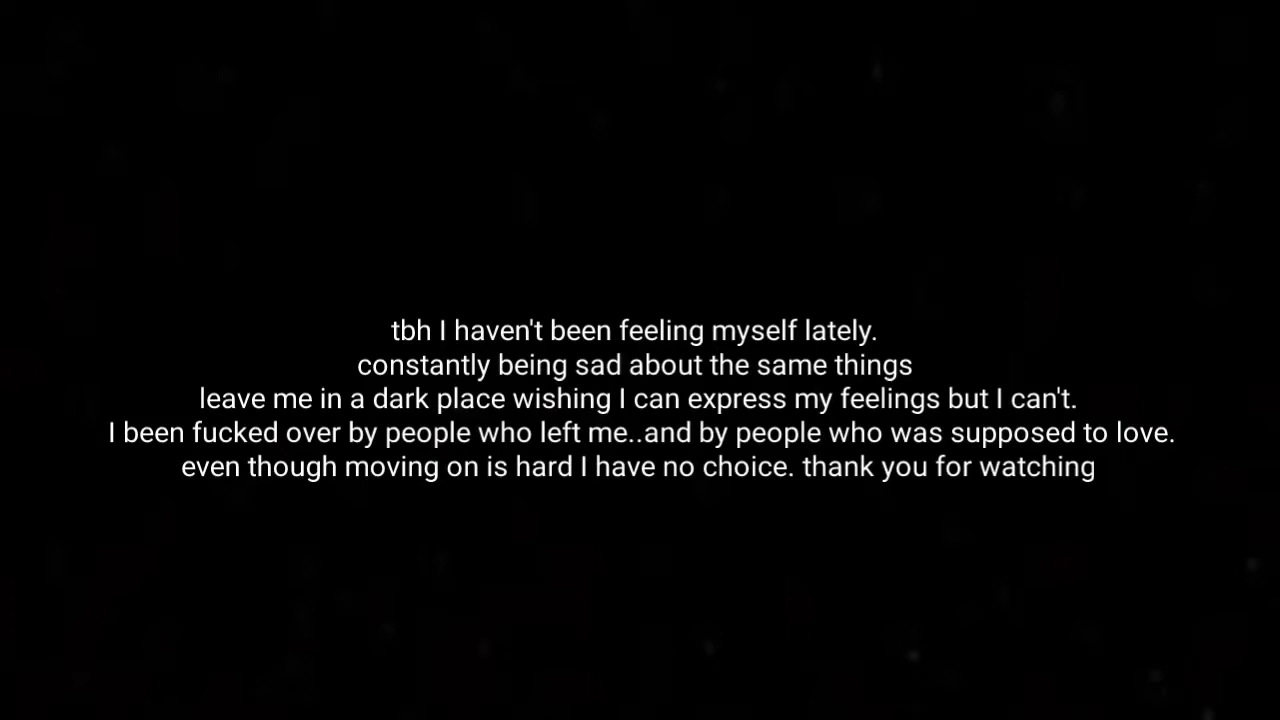 tbh I haven't been feeling myself lately.
constantly being sad about the same things
leave me in a dark place wishing I can express my feelings but I can't.
I been fucked over by people who left me..and by people who was supposed to love.
even though moving on is hard I have no choice. thank you for watching